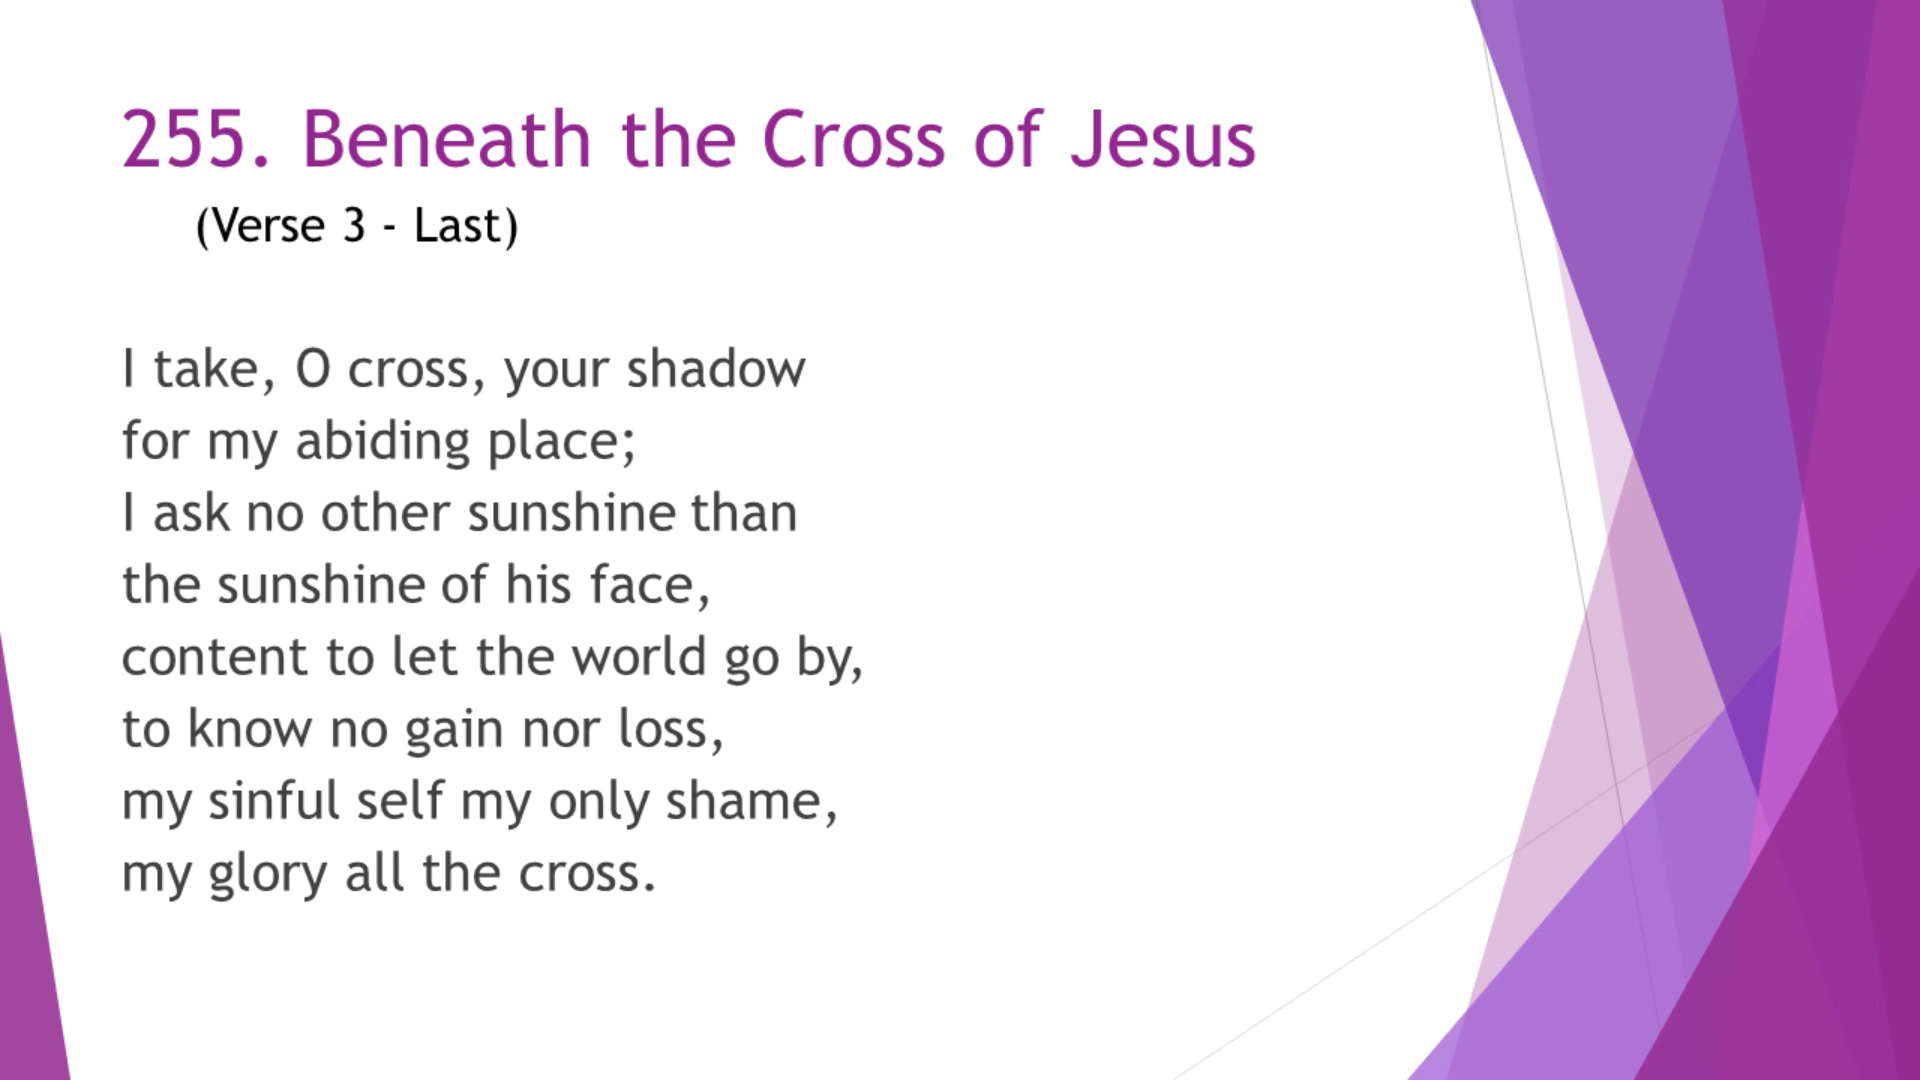 255. Beneath the Cross of Jesus
(Verse 3 - Last)
I take, O cross, your shadow
for my abiding place;
I ask no other sunshine than
the sunshine of his face,
content to let the world go by,
to know no gain nor loss,
my sinful self my only shame,
my glory all the cross.